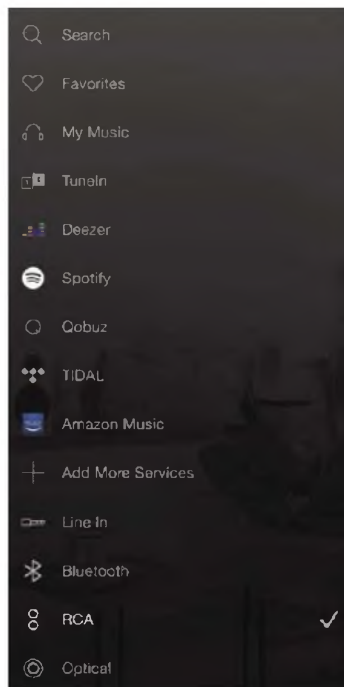 Search
Favorites
My Music
TuneIn
Deezer
Spotify
Qobuz
TIDAL
Amazon Music
Add More Services
Line In
Bluetooth
RCA
Optical